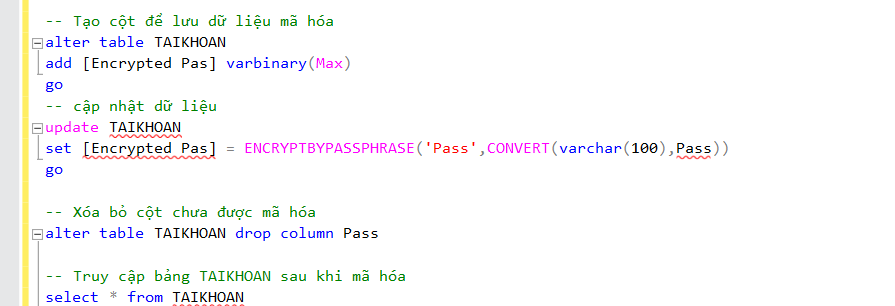 -- Tạo cột để lưu dữ liệu mã hóa
alter table TAIKHOAN
add [Encrypted Pas] varbinary(Max)
go
-- cập nhật dữ liệu
update TAIKHOAN
set [Encrypted Pas] = ENCRYPTBYPASSPHRASE('Pass',CONVERT(varchar(100),Pass))
go
-- Xóa bỏ cột chưa được mã hóa
alter table TAIKHOAN drop column Pass
-- Truy cập bảng TAIKHOAN sau khi mã hóa
select * from TAIKHOAN